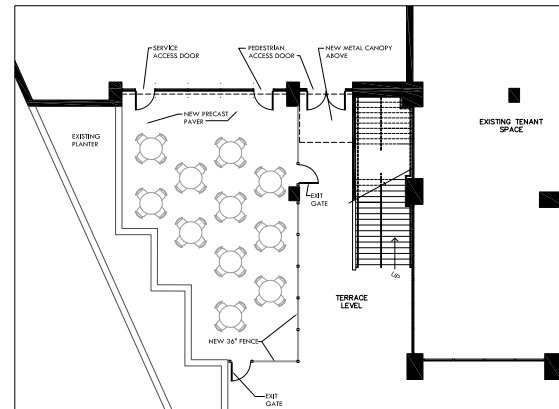 SERVICE
ACCESS DOOR
PEDESTRIAN
ACCESS DOOR
NEW METAL CANOPY
ABOVE
NEW PRECAST
PAVER
EXISTING
PLANTER
EXISTING TENANT
SPACE
EXIT
GATE
UP
TERRACE
LEVEL
NEW 36" FENCE
EXIT
GATE